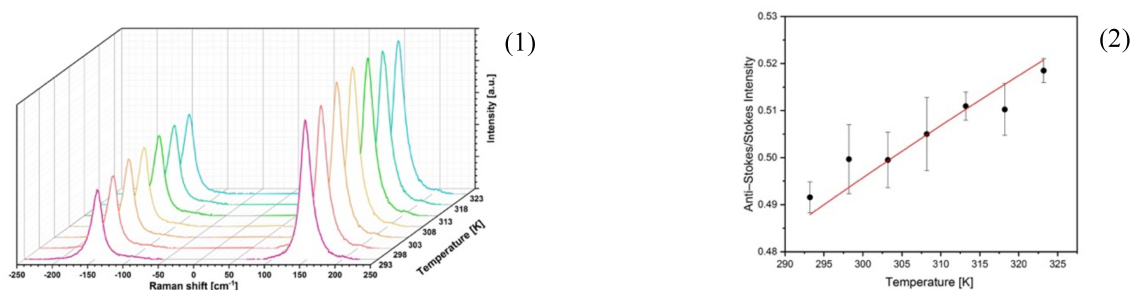 (1)
Intensity [a.u.]
323
318
313
308
303
298
293
Temperature [K]
-250 -200 -150 -100 -50 0 50 100 150 200 250
Raman shift [cm⁻¹]
(2)
Anti–Stokes/Stokes Intensity
0.53
0.52
0.51
0.50
0.49
0.48
290 295 300 305 310 315 320 325
Temperature [K]